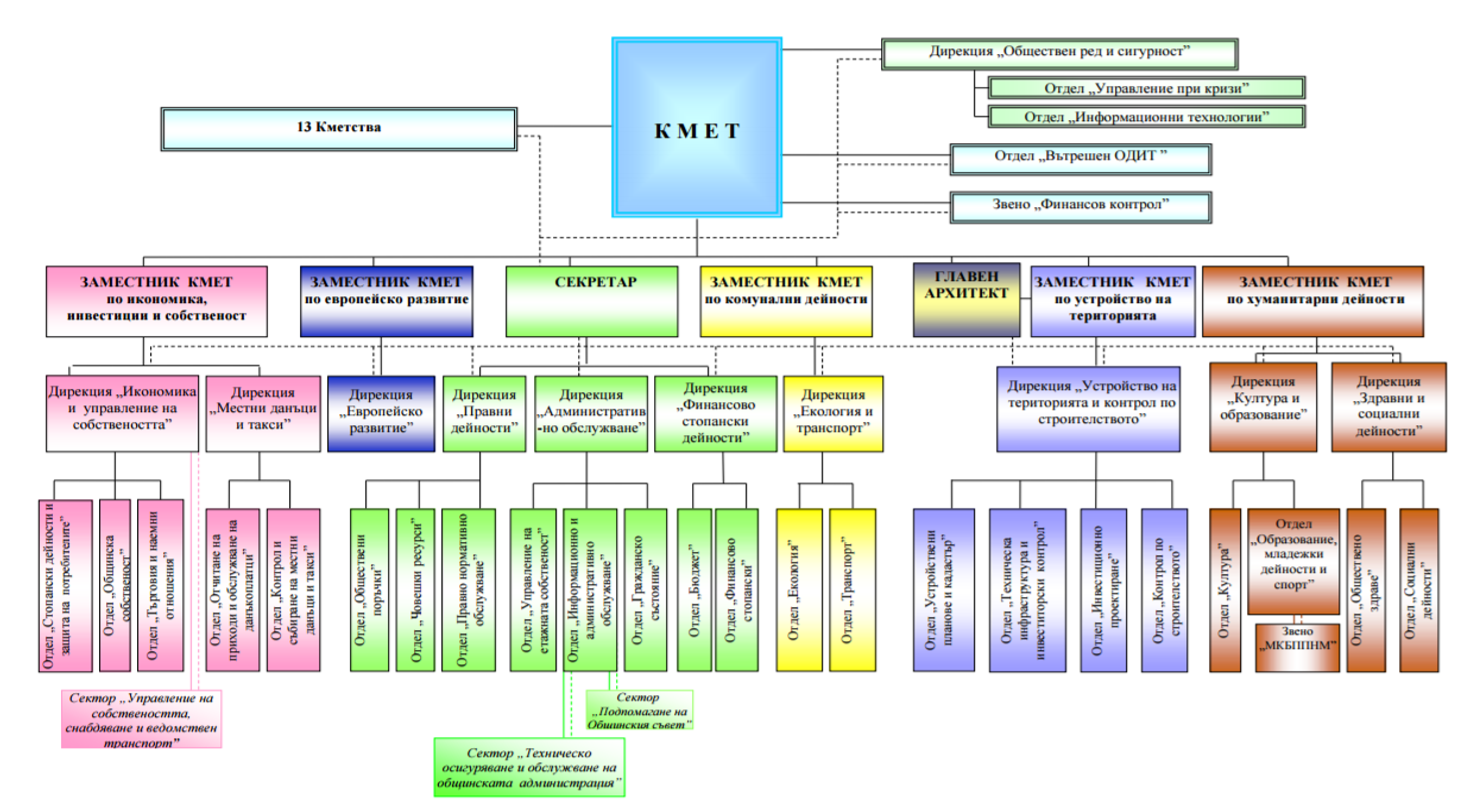 Дирекция „Обществен ред и сигурност”
Отдел „Управление при кризи”
Отдел „Информационни технологии”
13 Кметства
К М Е Т
Отдел „Вътрешен ОДИТ ”
Звено „Финансов контрол”
ЗАМЕСТНИК КМЕТ
по икономика,
инвестиции и собственост
ЗАМЕСТНИК КМЕТ
по европейско развитие
СЕКРЕТАР
ЗАМЕСТНИК КМЕТ
по комунални дейности
ГЛАВЕН
АРХИТЕКТ
ЗАМЕСТНИК КМЕТ
по устройство на
територията
ЗАМЕСТНИК КМЕТ
по хуманитарни дейности
Дирекция „Икономика
и управление на
собствеността”
Дирекция
„Местни данъци
и такси”
Дирекция
„Европейско
развитие”
Дирекция
„Правни
дейности”
Дирекция
„Административ
-но обслужване”
Дирекция
„Финансово
стопански
дейности”
Дирекция
„Екология и
транспорт”
Дирекция „Устройство на
територията и контрол по
строителството”
Дирекция
„Култура и
образование”
Дирекция
„Здравни и
социални
дейности”
Отдел „Стопански дейности и
защита на потребителите”
Отдел „Общинска
собственост”
Отдел „Търговия и наемни
отношения”
Отдел „Отчитане на
приходи и обслужване на
данъкоплатци”
Отдел „Контрол и
събиране на местни
данъци и такси”
Отдел „Обществени
поръчки”
Отдел „Човешки ресурси”
Отдел „Правно нормативно
обслужване”
Отдел „Управление на
етажната собственост”
Отдел „Информационно и
административно
обслужване”
Отдел „Гражданско
състояние”
Отдел „Бюджет”
Отдел „Финансово
стопански”
Отдел „Екология”
Отдел „Транспорт”
Отдел „Устройствени
планове и кадастър”
Отдел „Техническа
инфраструктура и
инвеститорски контрол”
Отдел „Инвестиционно
проектиране”
Отдел „Контрол по
строителството”
Отдел „Култура”
Отдел
„Образование,
младежки
дейности и
спорт”
Звено
„МКБППНМ”
Отдел „Обществено
здраве”
Отдел „Социални
дейности”
Сектор „Управление на
собствеността,
снабдяване и ведомствен
транспорт”
Сектор
„Подпомагане на
Общинския съвет”
Сектор „Техническо
осигуряване и обслужване на
общинската администрация”